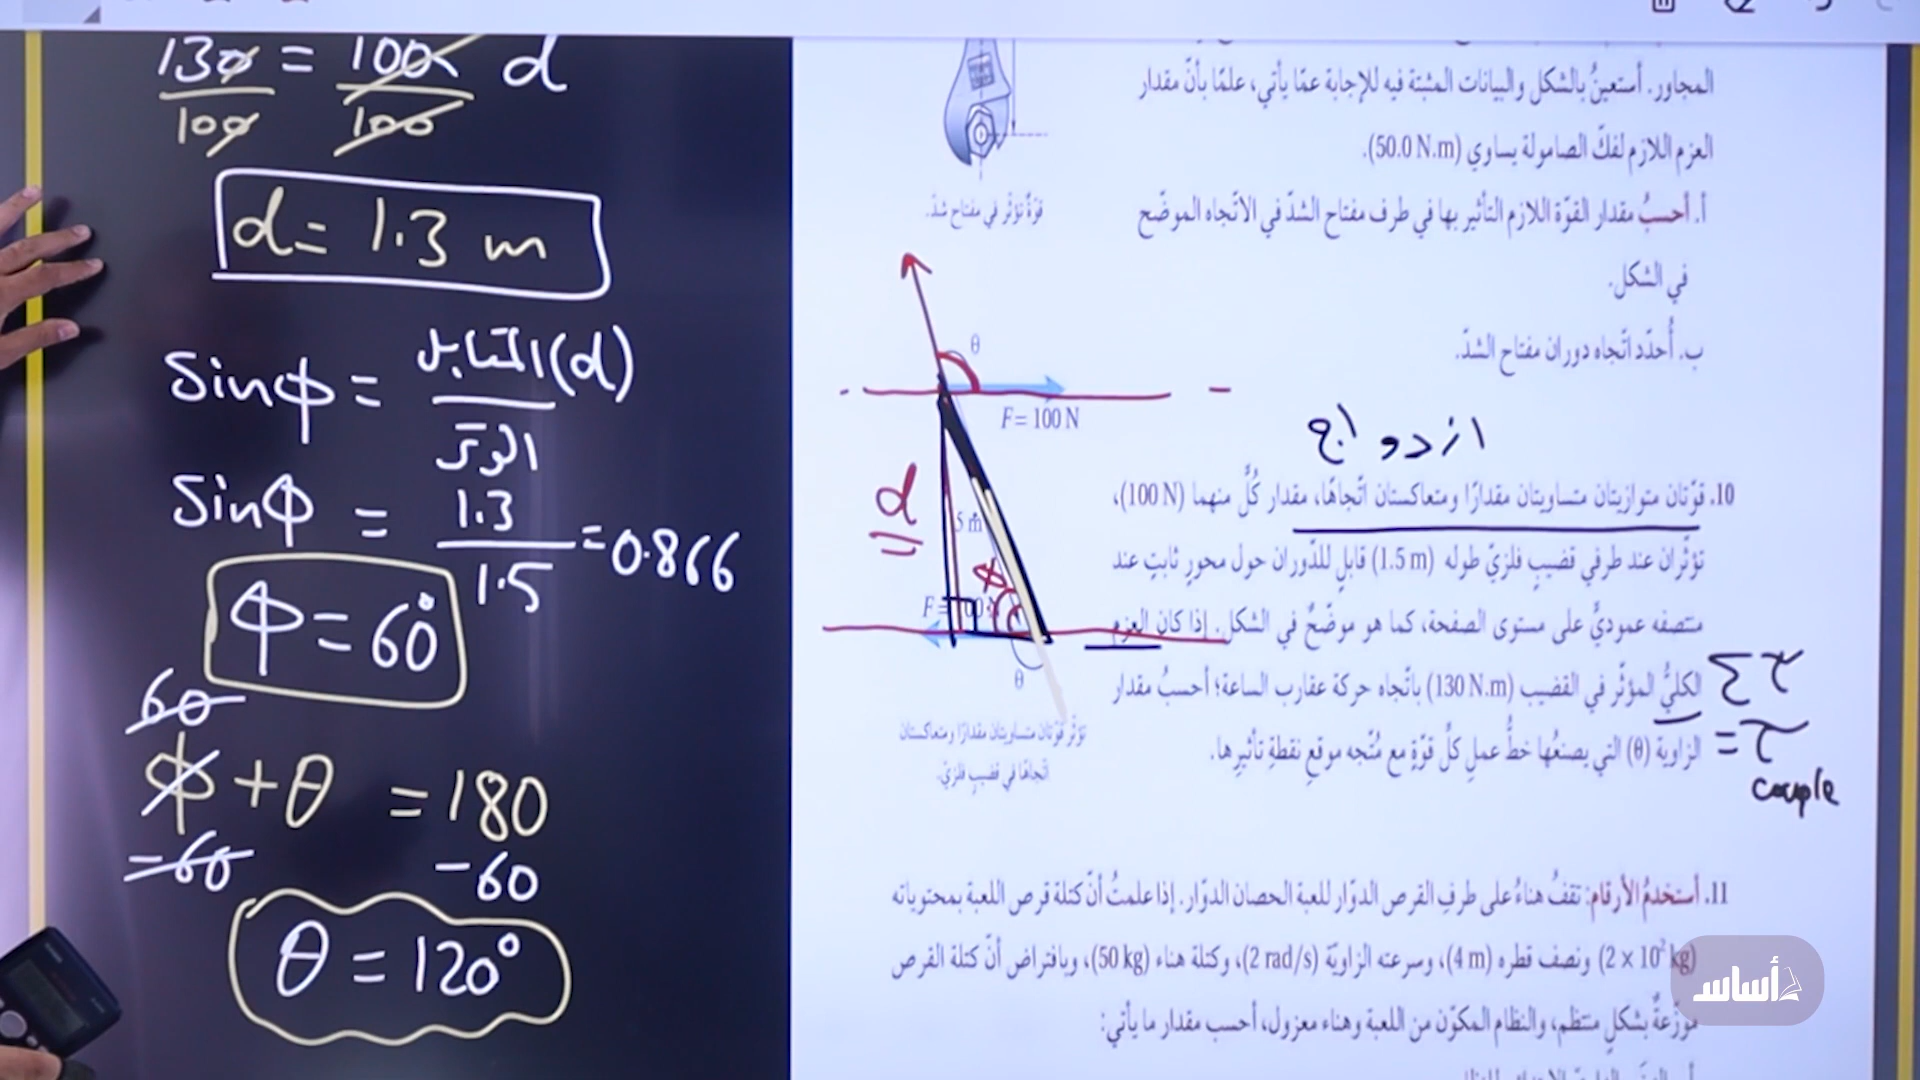 130 = 100 d
100 100
d = 1.3 m
sinϕ = المقابل (d)
الوتر
sinϕ = 1.3 = 0.866
1.5
ϕ = 60°
60
ϕ + θ = 180
-60 -60
θ = 120°
المجاور. أستعينُ بالشكل والبيانات المثبتة فيه للإجابة عمّا يأتي، علمًا بأنّ مقدار
العزم اللازم لفكّ الصامولة يساوي (50.0 N.m).
قوّةٌ تؤثّر في مفتاح شدّ.
أ. أحسبُ مقدار القوّة اللازم التأثير بها في طرف مفتاح الشدّ في الاتّجاه الموضّح
في الشكل.
ب. أُحدّد اتّجاه دوران مفتاح الشدّ.
θ
F = 100 N
d
5 m
ϕ
θ
ازدواج
10. قوّتان متوازيتان متساويتان مقدارًا ومتعاكستان اتّجاهًا، مقدار كُلٍّ منهما (100 N)،
تؤثّران عند طرفي قضيبٍ فلزيّ طوله (1.5 m) قابلٍ للدّوران حول محورٍ ثابتٍ عند
منتصفه عموديٍّ على مستوى الصفحة، كما هو موضّحٌ في الشكل. إذا كان العزم
الكليُّ المؤثّر في القضيب (130 N.m) باتّجاه حركة عقارب الساعة؛ أحسبُ مقدار
الزاوية (θ) التي يصنعُها خطُّ عملِ كلُّ قوّةٍ مع مُتّجه موقعِ نقطةِ تأثيرِها.
Στ
= τ
couple
تؤثّر قوّتان متساويتان مقدارًا ومتعاكستان
اتّجاهًا في قضيبٍ فلزيّ.
11. أستخدمُ الأرقام: تقفُ هناءُ على طرفِ القرص الدوّار للعبة الحصان الدوّار. إذا علمتُ أنّ كتلة قرص اللعبة بمحتوياته
(2 x 10² kg) ونصف قطره (4 m)، وسرعته الزاويّة (2 rad/s)، وكتلة هناء (50 kg)، وبافتراض أنّ كتلة القرص
موزّعةٌ بشكلٍ منتظم، والنظام المكوّن من اللعبة وهناء معزول، أحسب مقدار ما يأتي:
أساس